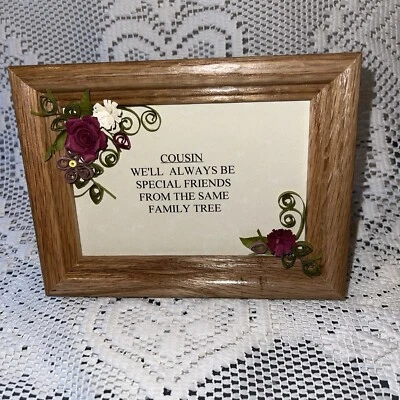 COUSIN
WE'LL ALWAYS BE
SPECIAL FRIENDS
FROM THE SAME
FAMILY TREE